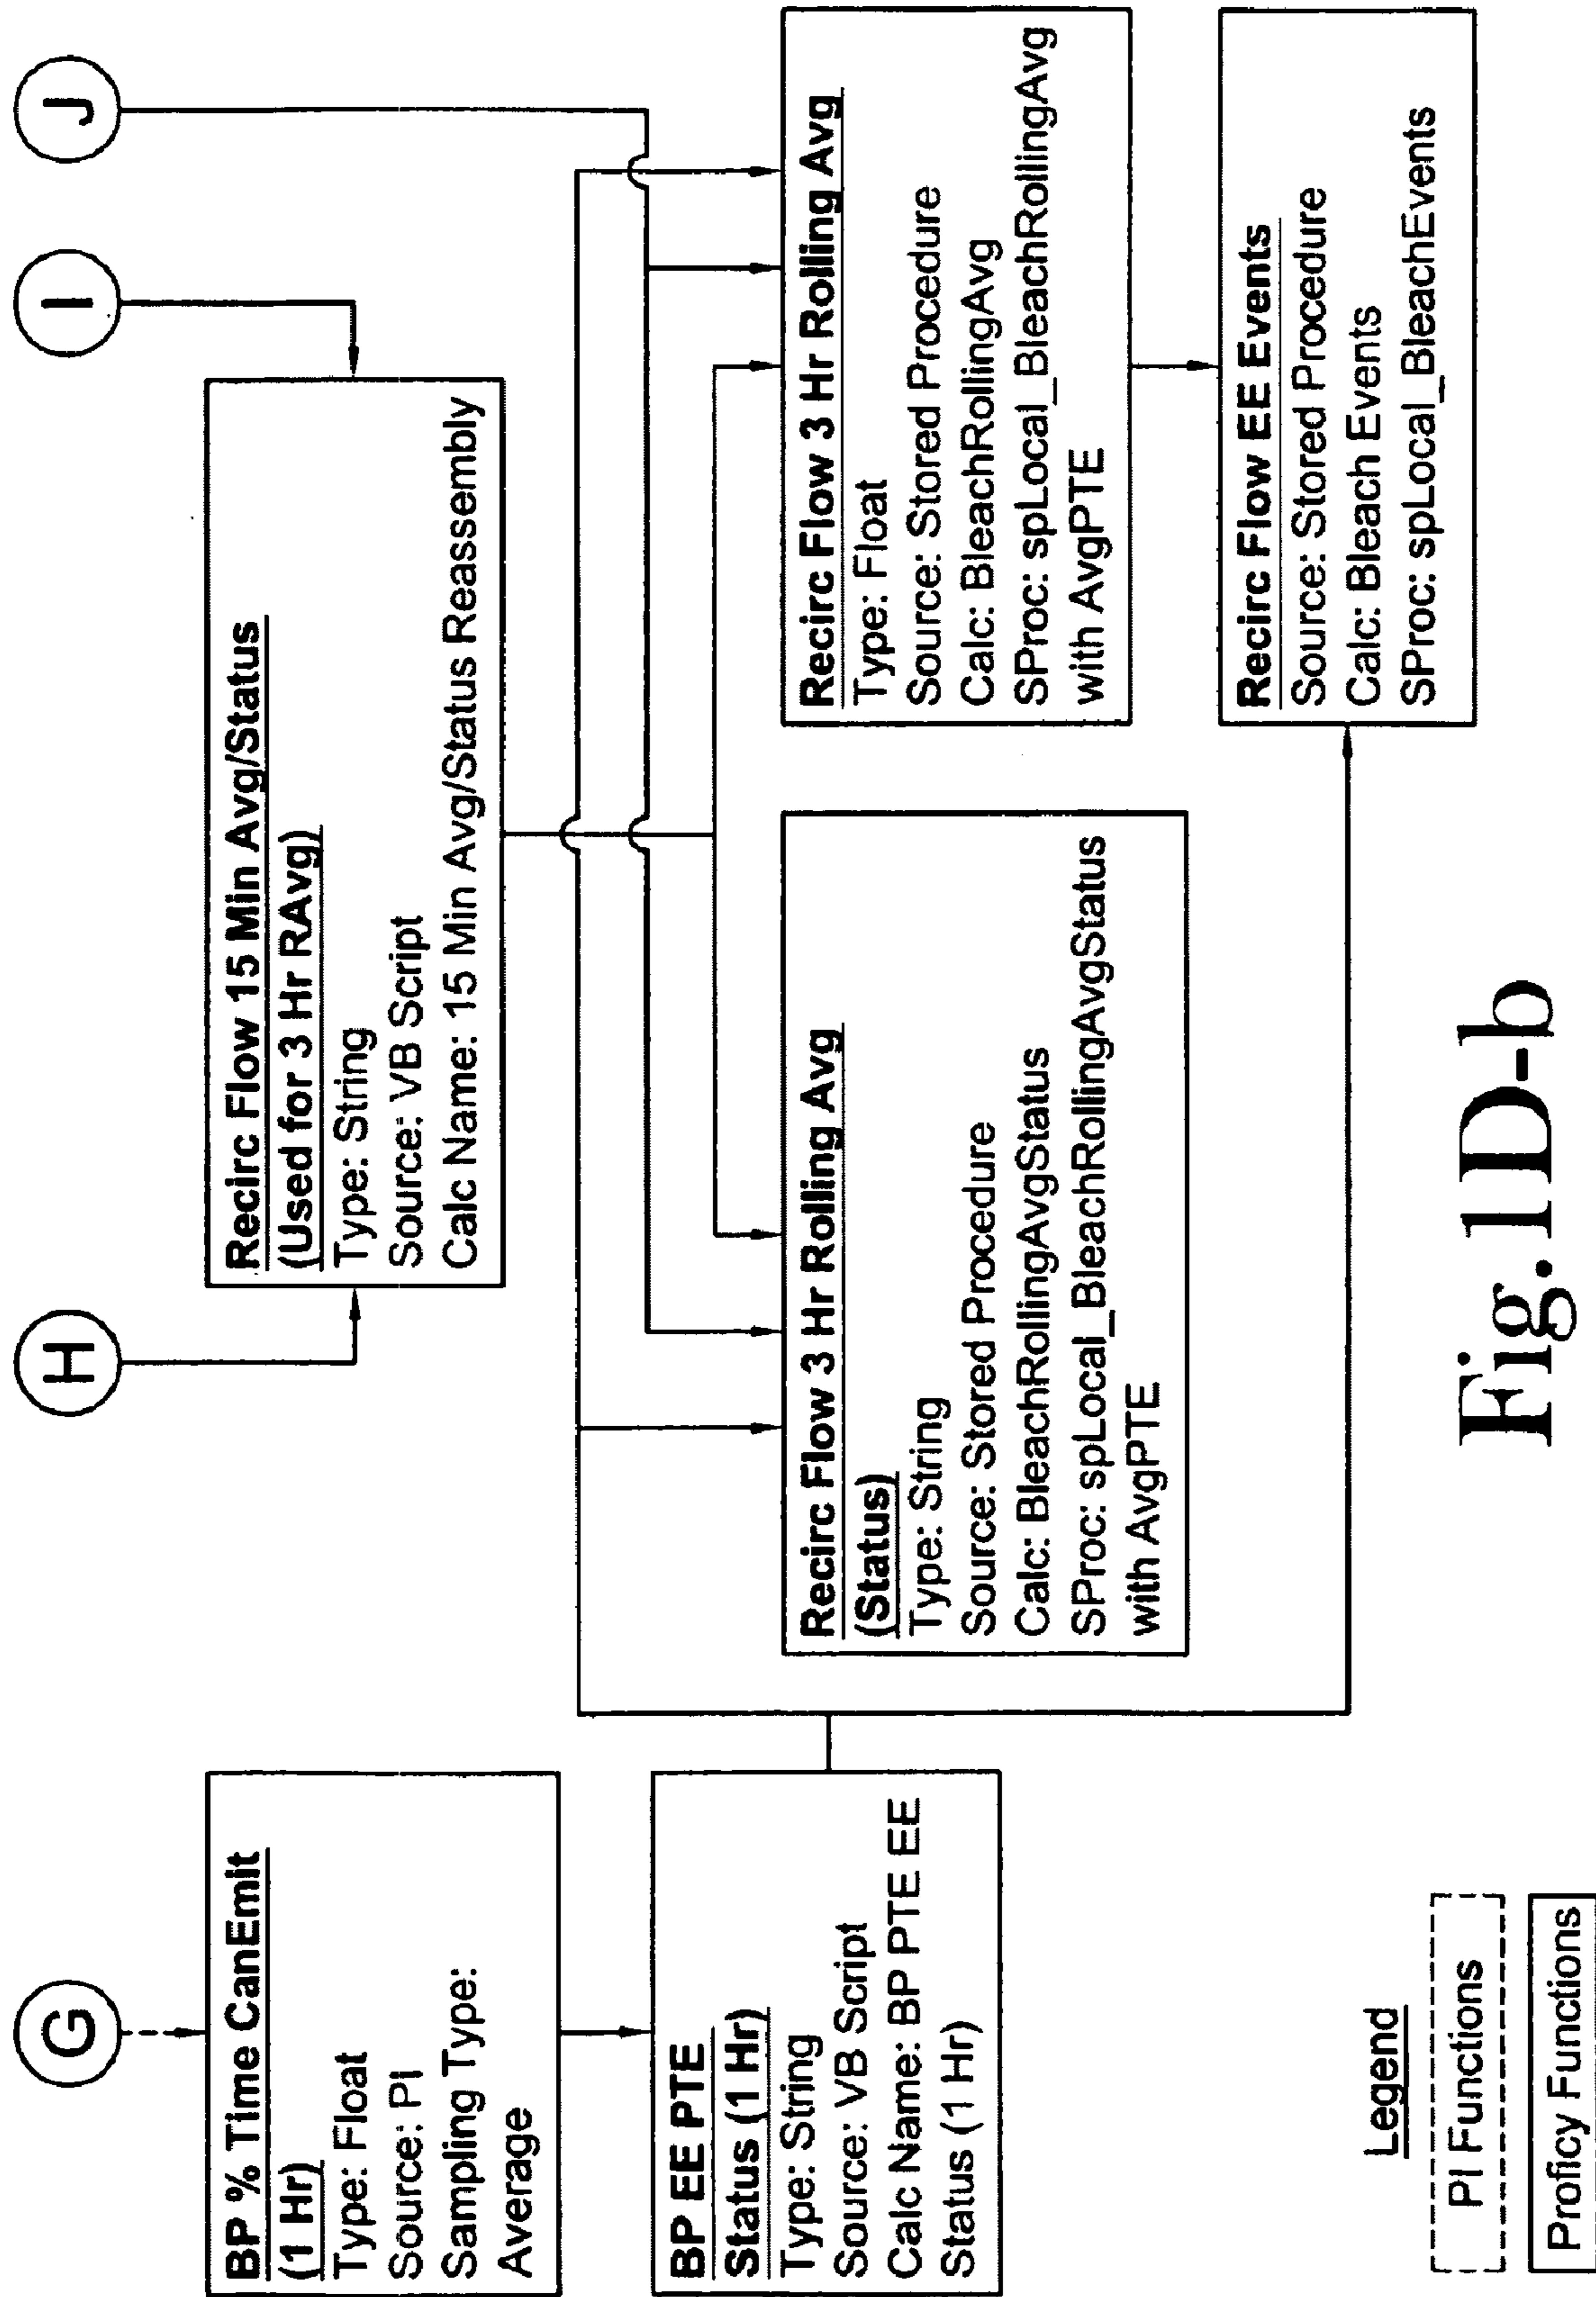 G
H
I
J
BP % Time CanEmit
(1 Hr)
Type: Float
Source: PI
Sampling Type:
Average
Recirc Flow 15 Min Avg/Status
(Used for 3 Hr RAvg)
Type: String
Source: VB Script
Calc Name: 15 Min Avg/Status Reassembly
BP EE PTE
Status (1 Hr)
Type: String
Source: VB Script
Calc Name: BP PTE EE
Status (1 Hr)
Recirc Flow 3 Hr Rolling Avg
(Status)
Type: String
Source: Stored Procedure
Calc: BleachRollingAvgStatus
SProc: spLocal_BleachRollingAvgStatus
with AvgPTE
Recirc Flow 3 Hr Rolling Avg
Type: Float
Source: Stored Procedure
Calc: BleachRollingAvg
SProc: spLocal_BleachRollingAvg
with AvgPTE
Recirc Flow EE Events
Source: Stored Procedure
Calc: Bleach Events
SProc: spLocal_BleachEvents
Legend
PI Functions
Proficy Functions
Fig.1D-b